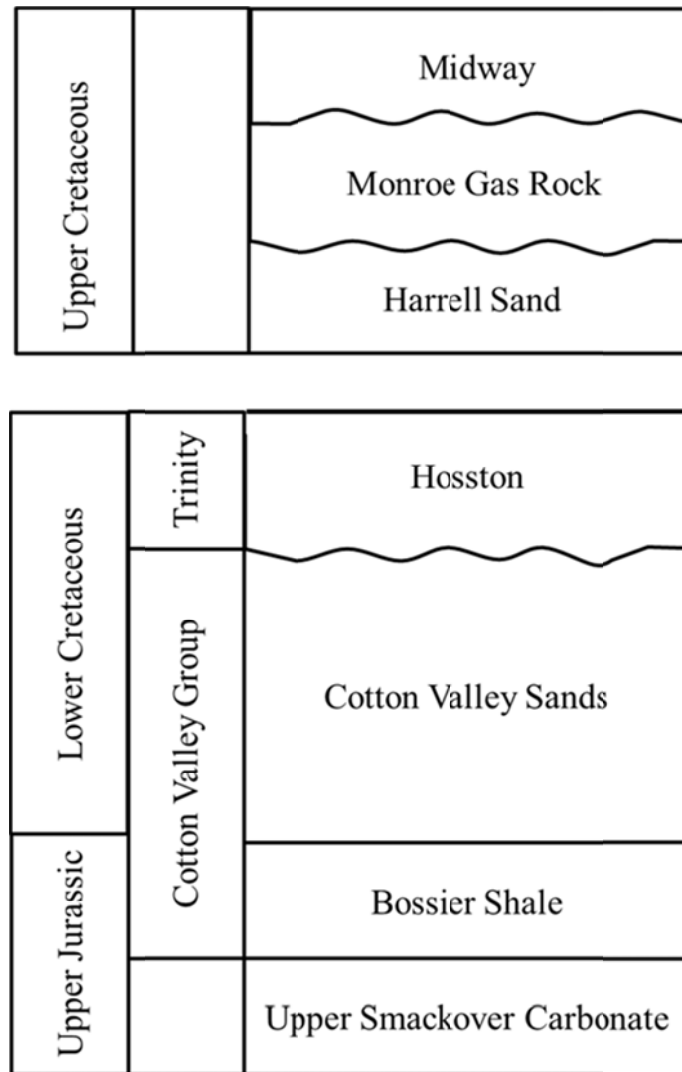 Upper Cretaceous
Midway
Monroe Gas Rock
Harrell Sand
Lower Cretaceous
Trinity
Hosston
Cotton Valley Group
Cotton Valley Sands
Upper Jurassic
Bossier Shale
Upper Smackover Carbonate